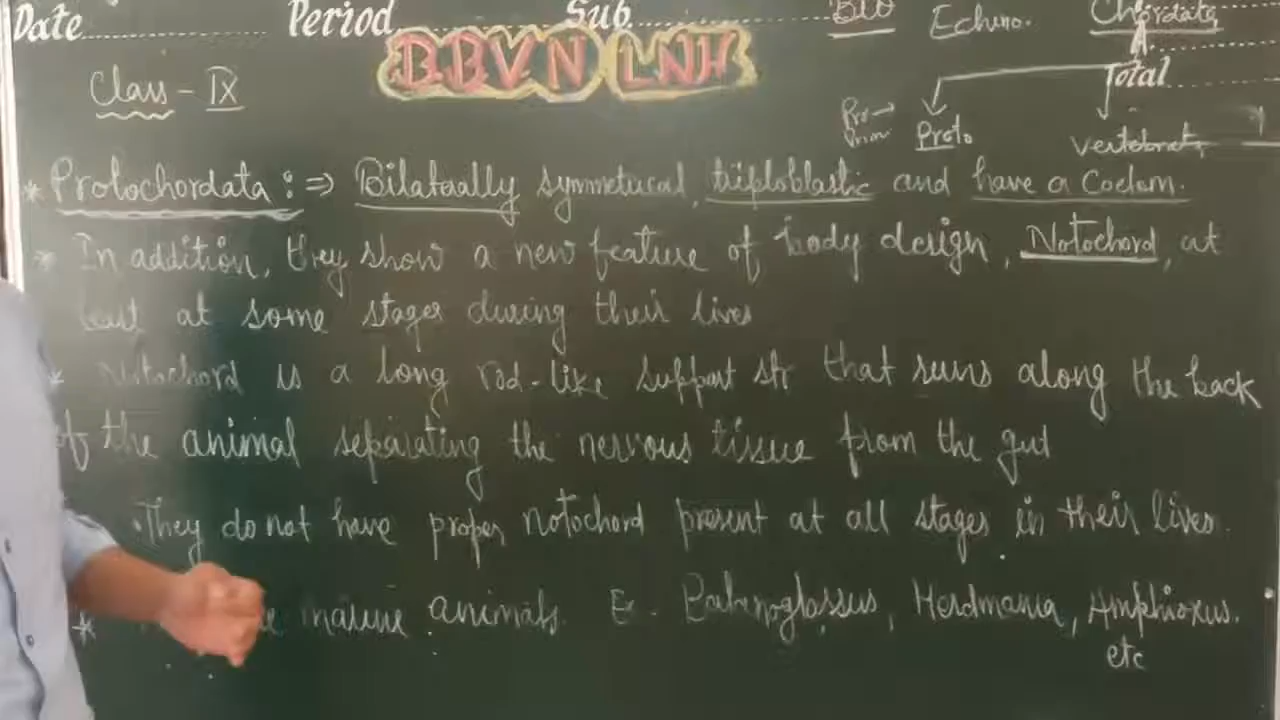 Date Period Sub. Bio Echino. Chordata
BBVN LNH
Class - IX
Total
Pro → Proto Vertebrata
* Protochordata :⇒ Bilaterally symmetrical, triploblastic and have a Coelom.
* In addition, they show a new feature of body design, Notochord, at
least at some stages during their lives
* Notochord is a long rod-like support str that runs along the back
of the animal separating the nervous tissue from the gut
. They do not have proper Notochord present at all stages in their lives.
* marine animals. Ex - Balanoglossus, Herdmania, Amphioxus.
etc